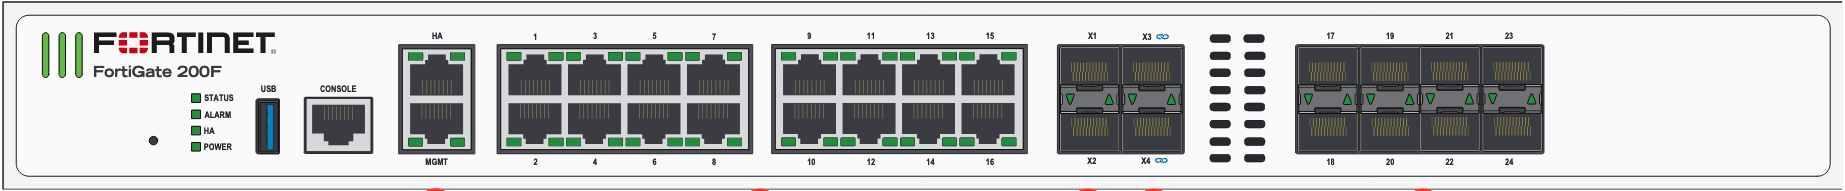 FORTINET
FortiGate 200F
STATUS
ALARM
HA
POWER
USB
CONSOLE
HA
MGMT
1 3 5 7
2 4 6 8
9 11 13 15
10 12 14 16
X1 X3
X2 X4
17 19 21 23
18 20 22 24